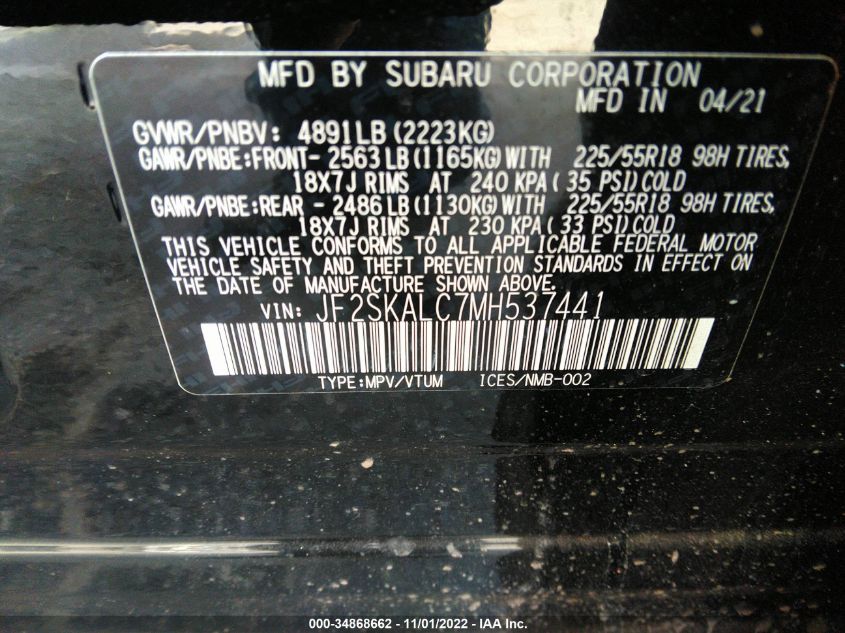 MFD BY SUBARU CORPORATION
MFD IN 04/21
GVWR/PNBV: 4891LB (2223KG)
GAWR/PNBE:FRONT- 2563LB (1165KG) WITH 225/55R18 98H TIRES,
18X7J RIMS AT 240 KPA ( 35 PSI) COLD
GAWR/PNBE:REAR - 2486LB (1130KG) WITH 225/55R18 98H TIRES,
18X7J RIMS AT 230 KPA ( 33 PSI) COLD
THIS VEHICLE CONFORMS TO ALL APPLICABLE FEDERAL MOTOR
VEHICLE SAFETY AND THEFT PREVENTION STANDARDS IN EFFECT ON
THE DATE OF MANUFACTURE SHOWN ABOVE.
VIN: JF2SKALC7MH537441
TYPE:MPV/VTUM ICES/NMB-002
000-34868662 - 11/01/2022 - IAA Inc.